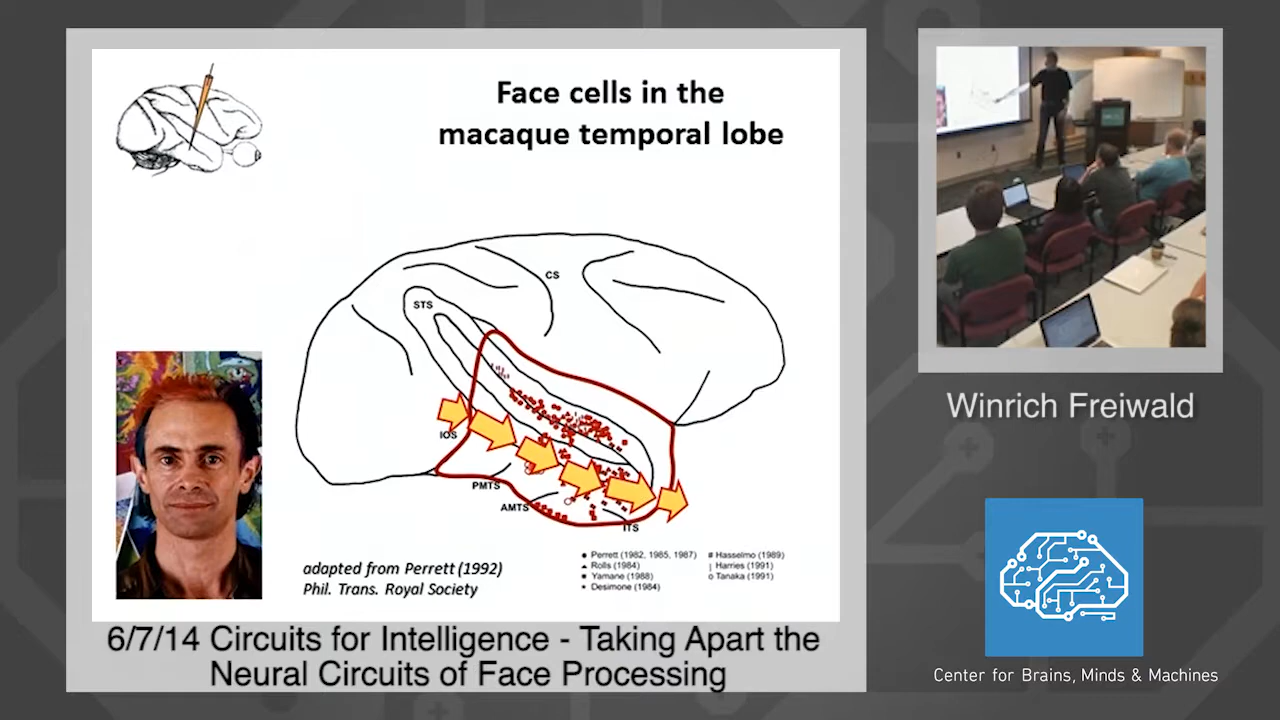 Face cells in the
macaque temporal lobe
CS
STS
IOS
PMTS
AMTS
ITS
adapted from Perrett (1992)
Phil. Trans. Royal Society
● Perrett (1982, 1985, 1987)
▲ Rolls (1984)
■ Yamane (1988)
♦ Desimone (1984)
# Hasselmo (1989)
| Harries (1991)
o Tanaka (1991)
6/7/14 Circuits for Intelligence - Taking Apart the
Neural Circuits of Face Processing
Winrich Freiwald
Center for Brains, Minds & Machines